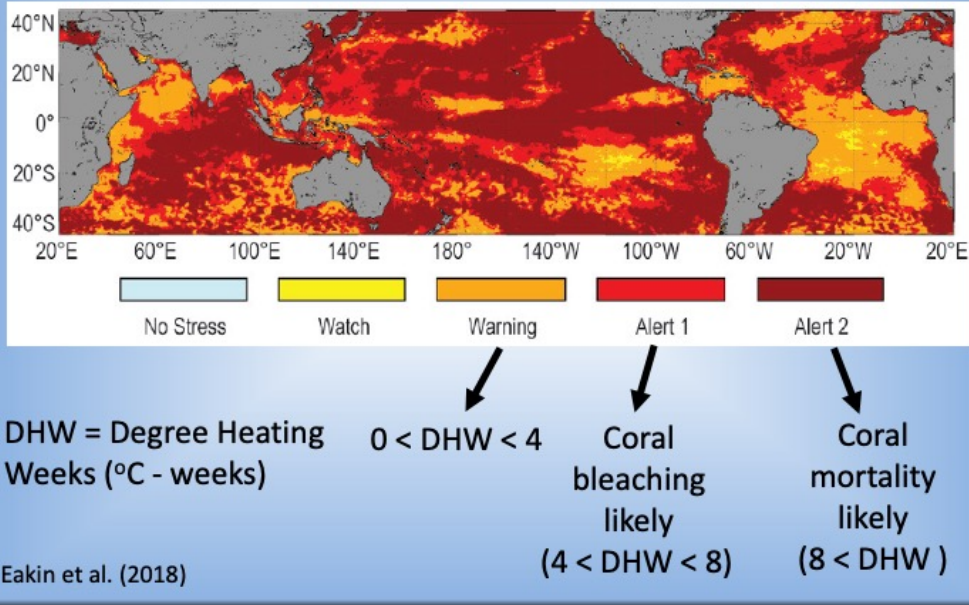 40°N
20°N
0°
20°S
40°S
20°E 60°E 100°E 140°E 180° 140°W 100°W 60°W 20°W 20°E
No Stress Watch Warning Alert 1 Alert 2
DHW = Degree Heating
Weeks (°C - weeks)
0 < DHW < 4
Coral
bleaching
likely
(4 < DHW < 8)
Coral
mortality
likely
(8 < DHW )
Eakin et al. (2018)